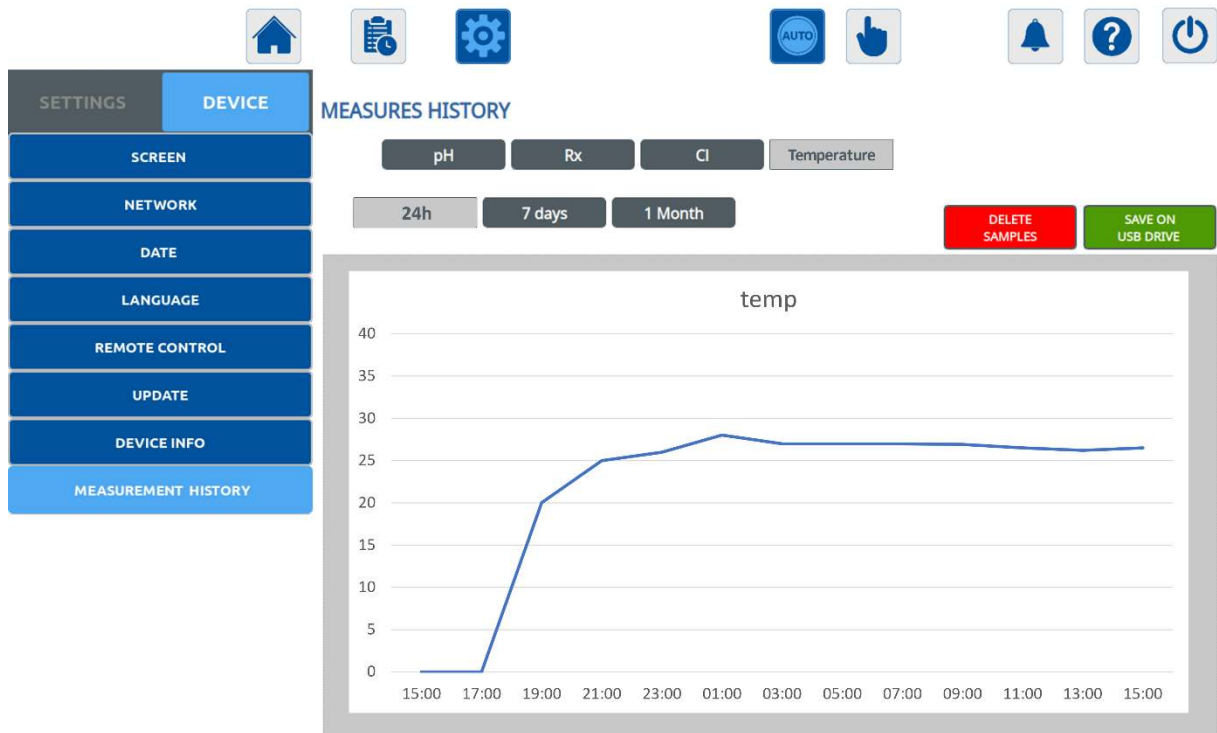 AUTO
?
SETTINGS DEVICE
SCREEN
NETWORK
DATE
LANGUAGE
REMOTE CONTROL
UPDATE
DEVICE INFO
MEASUREMENT HISTORY
MEASURES HISTORY
pH Rx Cl Temperature
24h 7 days 1 Month
DELETE
SAMPLES
SAVE ON
USB DRIVE
temp
40
35
30
25
20
15
10
5
0
15:00 17:00 19:00 21:00 23:00 01:00 03:00 05:00 07:00 09:00 11:00 13:00 15:00